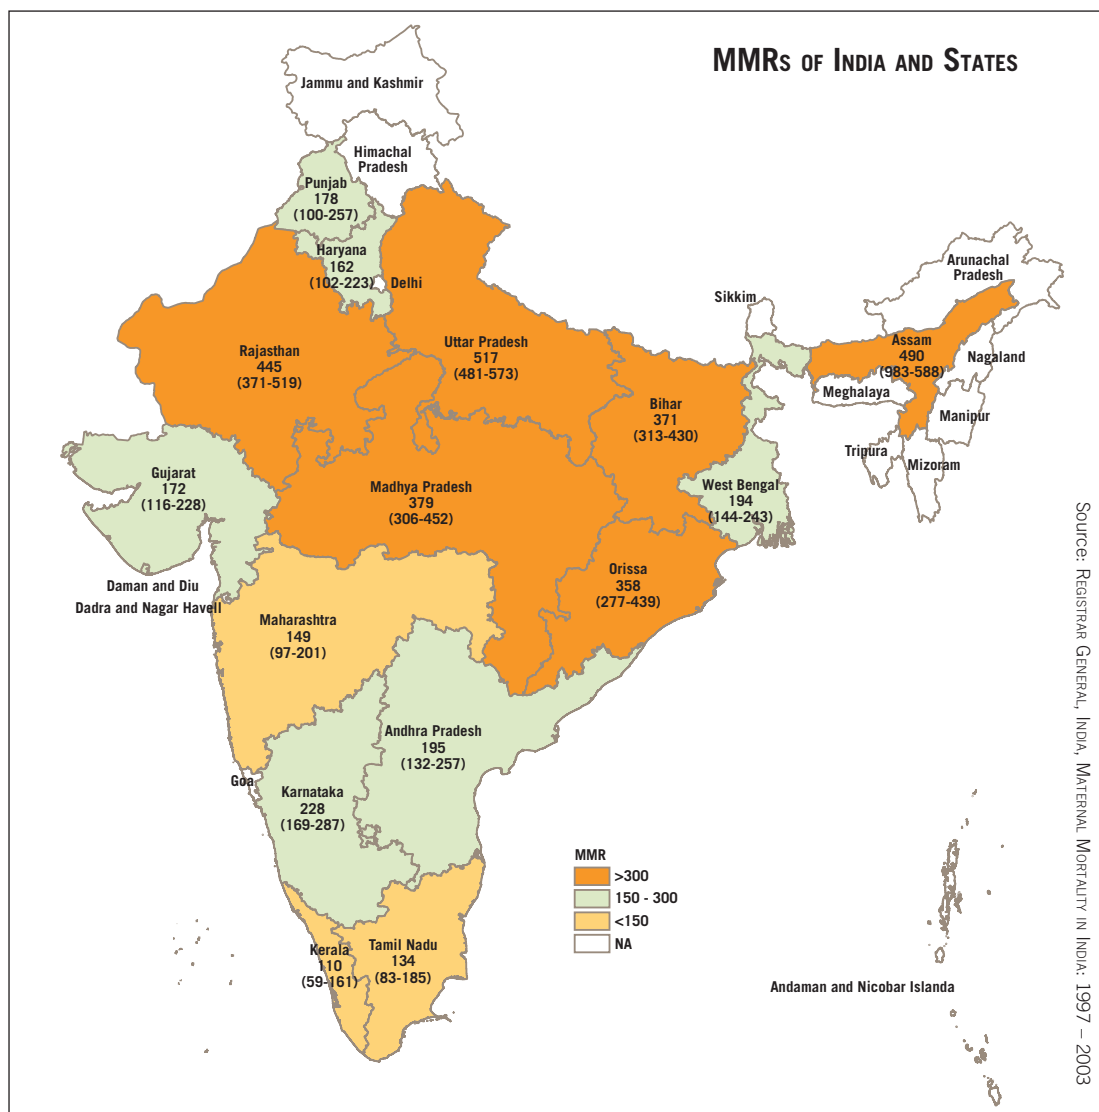 MMRs of India and States
Jammu and Kashmir
Himachal
Pradesh
Punjab
178
(100-257)
Haryana
162
(102-223)
Delhi
Arunachal
Pradesh
Sikkim
Assam
490
(983-588)
Nagaland
Meghalaya
Manipur
Tripura
Mizoram
Rajasthan
445
(371-519)
Uttar Pradesh
517
(481-573)
Bihar
371
(313-430)
Gujarat
172
(116-228)
Madhya Pradesh
379
(306-452)
West Bengal
194
(144-243)
Orissa
358
(277-439)
Daman and Diu
Dadra and Nagar Havell
Maharashtra
149
(97-201)
Andhra Pradesh
195
(132-257)
Goa
Karnataka
228
(169-287)
MMR
>300
150 - 300
<150
NA
Kerala
110
(59-161)
Tamil Nadu
134
(83-185)
Andaman and Nicobar Islanda
Source: Registrar General, India, Maternal Mortality in India: 1997 – 2003